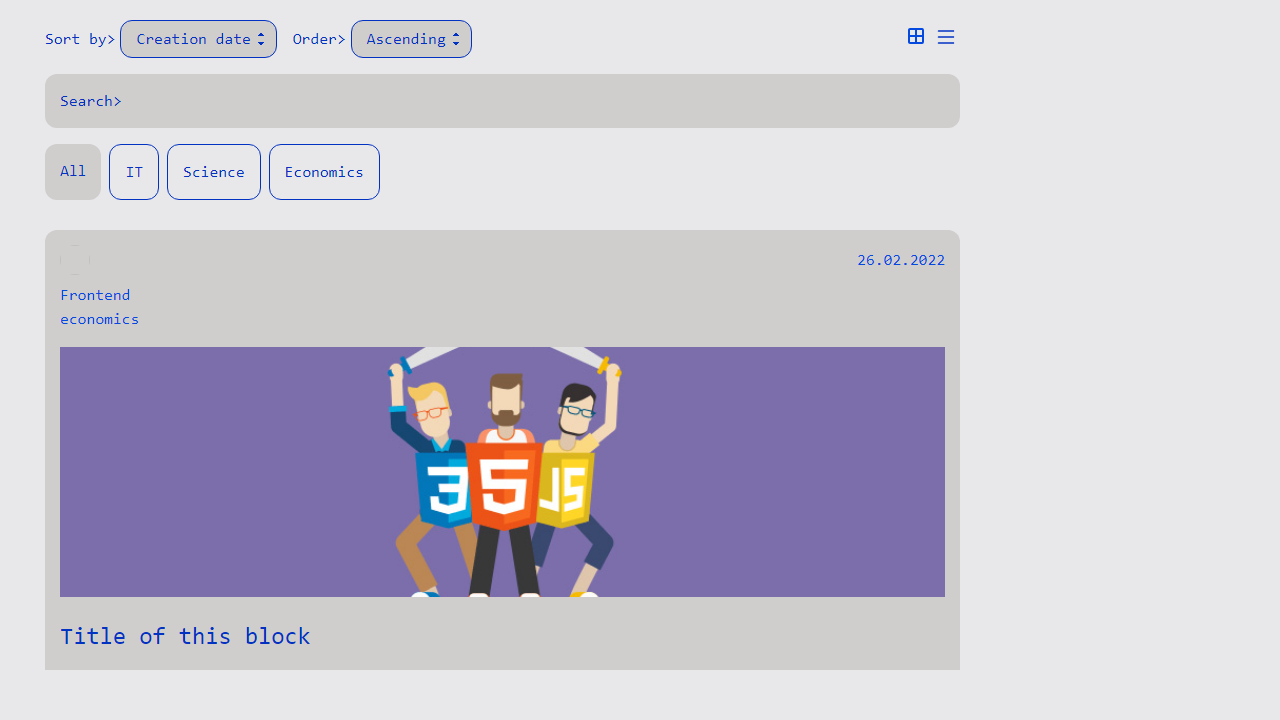 Sort by> Creation date Order> Ascending
Search>
All IT Science Economics
26.02.2022
Frontend
economics
3 5 JS
Title of this block